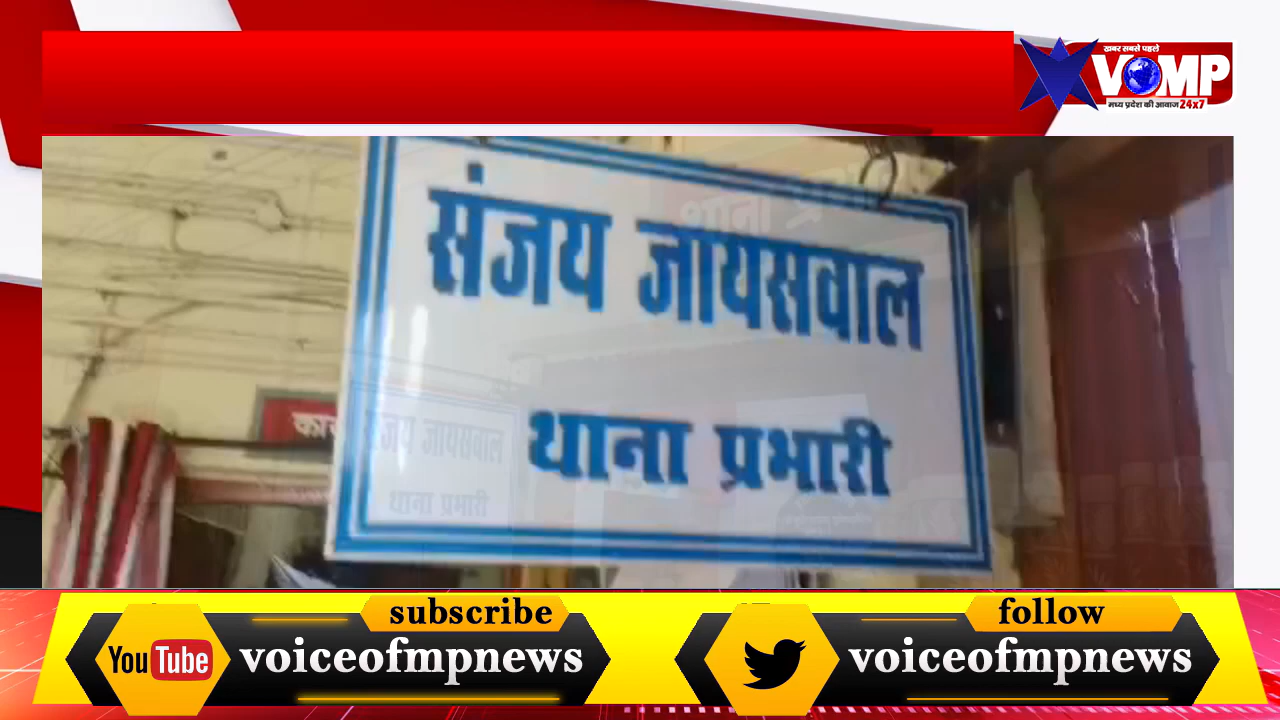 खबर सबसे पहले
VOMP
मध्य प्रदेश की आवाज 24x7
थाना
संजय जायसवाल
थाना प्रभारी
संजय जायसवाल
थाना प्रभारी
subscribe
YouTube
voiceofmpnews
follow
voiceofmpnews